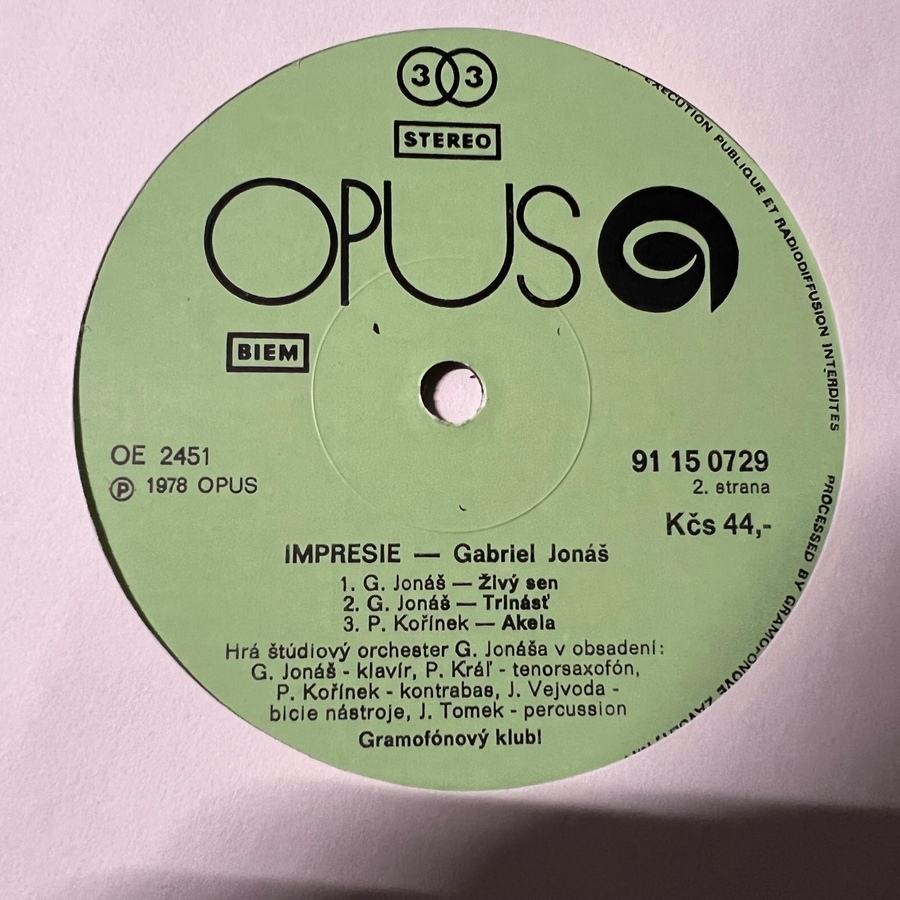 33
STEREO
OPUS
BIEM
OE 2451
℗ 1978 OPUS
91 15 0729
2. strana
Kčs 44,-
IMPRESIE — Gabriel Jonáš
1. G. Jonáš — Živý sen
2. G. Jonáš — Trinásť
3. P. Kořínek — Akela
Hrá štúdiový orchester G. Jonáša v obsadení:
G. Jonáš - klavír, P. Kráľ - tenorsaxofón,
P. Kořínek - kontrabas, J. Vejvoda -
bicie nástroje, J. Tomek - percussion
Gramofónový klub!
EXECUTION PUBLIQUE ET RADIODIFFUSION INTERDITES
PROCESSED BY GRAMOFONOVÉ